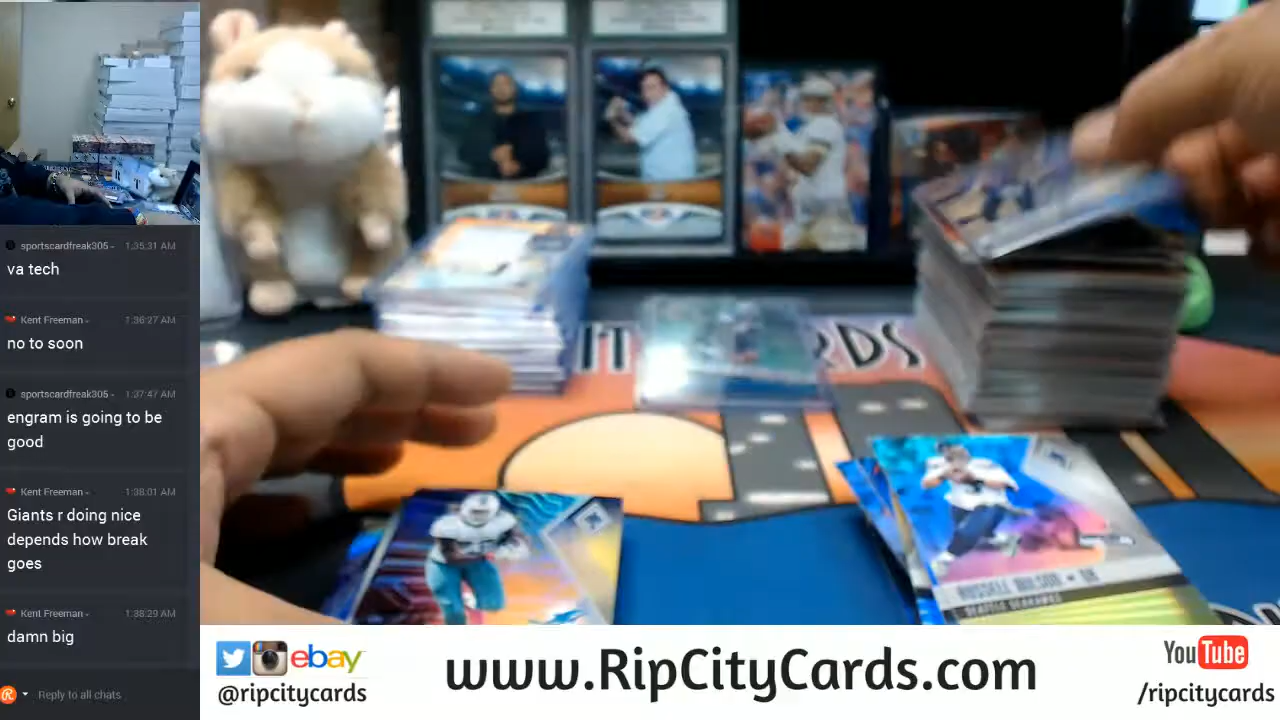 sportscardfreak305 1:35:31 AM
va tech
Kent Freeman 1:36:27 AM
no to soon
sportscardfreak305 1:37:47 AM
engram is going to be
good
Kent Freeman 1:38:01 AM
Giants r doing nice
depends how break
goes
Kent Freeman 1:38:29 AM
damn big
Reply to all chats
RUSSELL WILSON QB
SEATTLE SEAHAWKS
ebay
@ripcitycards
www.RipCityCards.com
YouTube
/ripcitycards